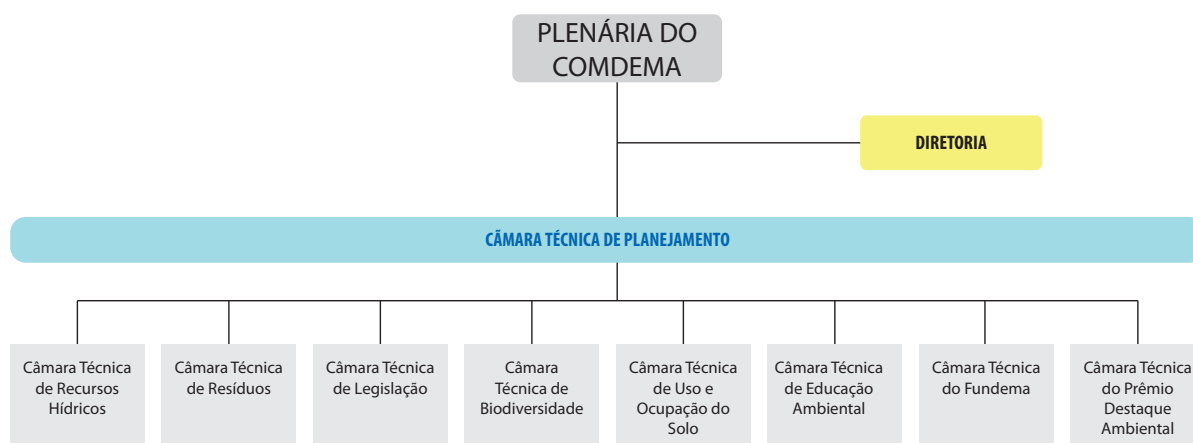 PLENÁRIA DO
COMDEMA
DIRETORIA
CÂMARA TÉCNICA DE PLANEJAMENTO
Câmara Técnica
de Recursos
Hídricos
Câmara Técnica
de Resíduos
Câmara Técnica
de Legislação
Câmara
Técnica de
Biodiversidade
Câmara Técnica
de Uso e
Ocupação do
Solo
Câmara Técnica
de Educação
Ambiental
Câmara Técnica
do Fundema
Câmara Técnica
do Prêmio
Destaque
Ambiental